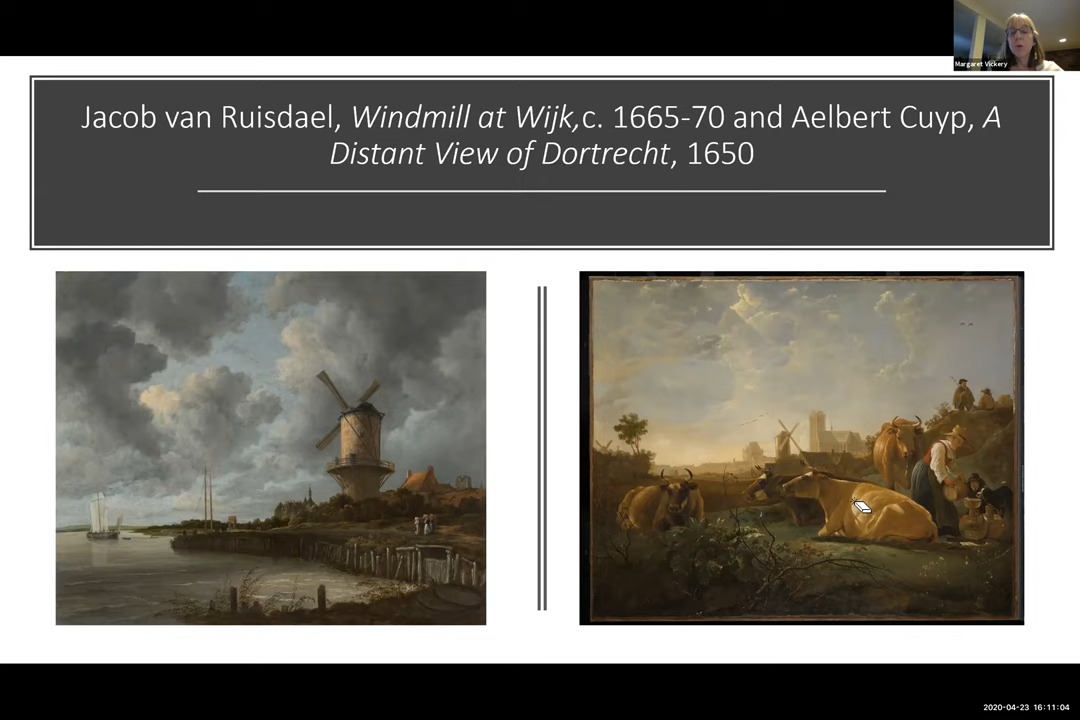 Margaret Vickery
Jacob van Ruisdael, Windmill at Wijk,c. 1665-70 and Aelbert Cuyp, A
Distant View of Dortrecht, 1650
2020-04-23 16:11:04